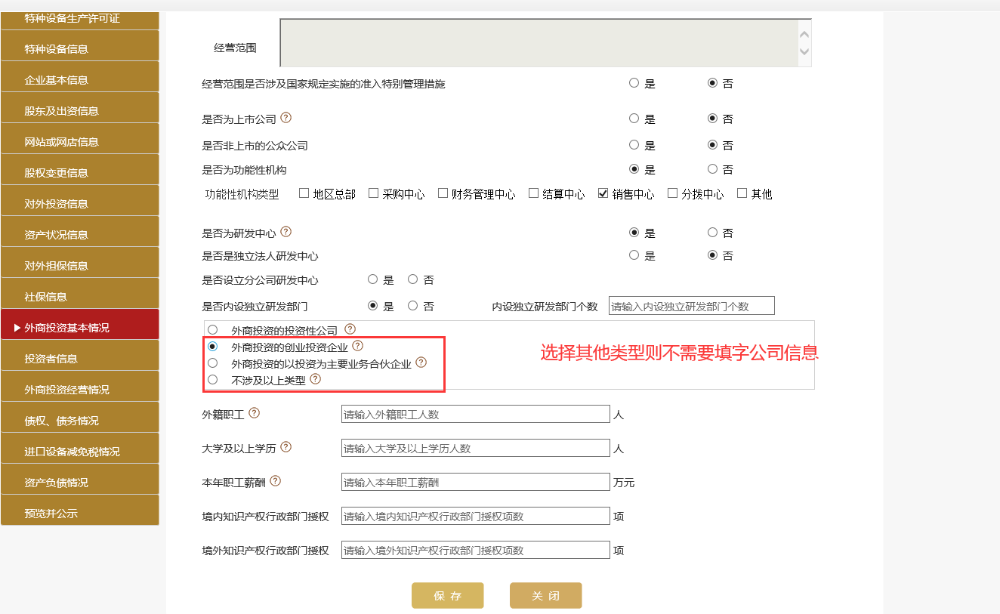 特种设备生产许可证
特种设备信息
企业基本信息
股东及出资信息
网站或网店信息
股权变更信息
对外投资信息
资产状况信息
对外担保信息
社保信息
外商投资基本情况
投资者信息
外商投资经营情况
债权、债务情况
进口设备减免税情况
资产负债情况
预览并公示
经营范围
经营范围是否涉及国家规定实施的准入特别管理措施 是 否
是否为上市公司 ? 是 否
是否非上市的公众公司 是 否
是否为功能性机构 是 否
功能性机构类型 地区总部 采购中心 财务管理中心 结算中心 销售中心 分拨中心 其他
是否为研发中心 ? 是 否
是否是独立法人研发中心 是 否
是否设立分公司研发中心 是 否
是否内设独立研发部门 是 否 内设独立研发部门个数 请输入内设独立研发部门个数
外商投资的投资性公司 ?
外商投资的创业投资企业 ?
外商投资的以投资为主要业务合伙企业 ?
不涉及以上类型 ?
选择其他类型则不需要填字公司信息
外籍职工 ? 请输入外籍职工人数 人
大学及以上学历 ? 请输入大学及以上学历人数 人
本年职工薪酬 ? 请输入本年职工薪酬 万元
境内知识产权行政部门授权 请输入境内知识产权行政部门授权项数 项
境外知识产权行政部门授权 请输入境外知识产权行政部门授权项数 项
保 存 关 闭